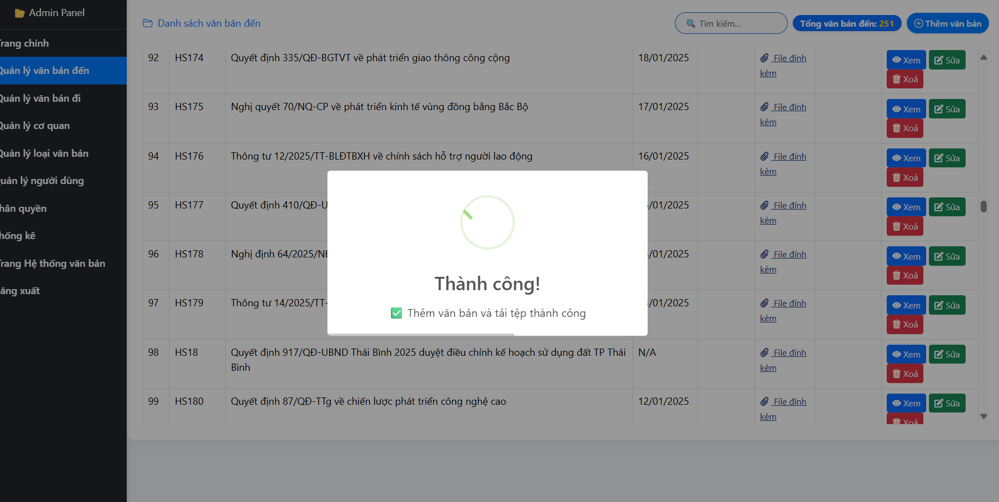 Admin Panel
Trang chính
Quản lý văn bản đến
Quản lý văn bản đi
Quản lý cơ quan
Quản lý loại văn bản
uản lý người dùng
hân quyền
hống kê
Trang Hệ thống văn bản
ăng xuất
Danh sách văn bản đến
Tìm kiếm...
Tổng văn bản đến: 251
Thêm văn bản
92 HS174 Quyết định 335/QĐ-BGTVT về phát triển giao thông công cộng 18/01/2025 File đính Xem Sửa
kèm Xoá
93 HS175 Nghị quyết 70/NQ-CP về phát triển kinh tế vùng đồng bằng Bắc Bộ 17/01/2025 File đính Xem Sửa
kèm Xoá
94 HS176 Thông tư 12/2025/TT-BLĐTBXH về chính sách hỗ trợ người lao động 16/01/2025 File đính Xem Sửa
kèm Xoá
95 HS177 Quyết định 410/QĐ-U /01/2025 File đính Xem Sửa
kèm Xoá
96 HS178 Nghị định 64/2025/NĐ /01/2025 File đính Xem Sửa
kèm Xoá
97 HS179 Thông tư 14/2025/TT- /01/2025 File đính Xem Sửa
kèm Xoá
98 HS18 Quyết định 917/QĐ-UBND Thái Bình 2025 duyệt điều chỉnh kế hoạch sử dụng đất TP Thái N/A File đính Xem Sửa
Bình kèm Xoá
99 HS180 Quyết định 87/QĐ-TTg về chiến lược phát triển công nghệ cao 12/01/2025 File đính Xem Sửa
kèm Xoá
Thành công!
Thêm văn bản và tải tệp thành công